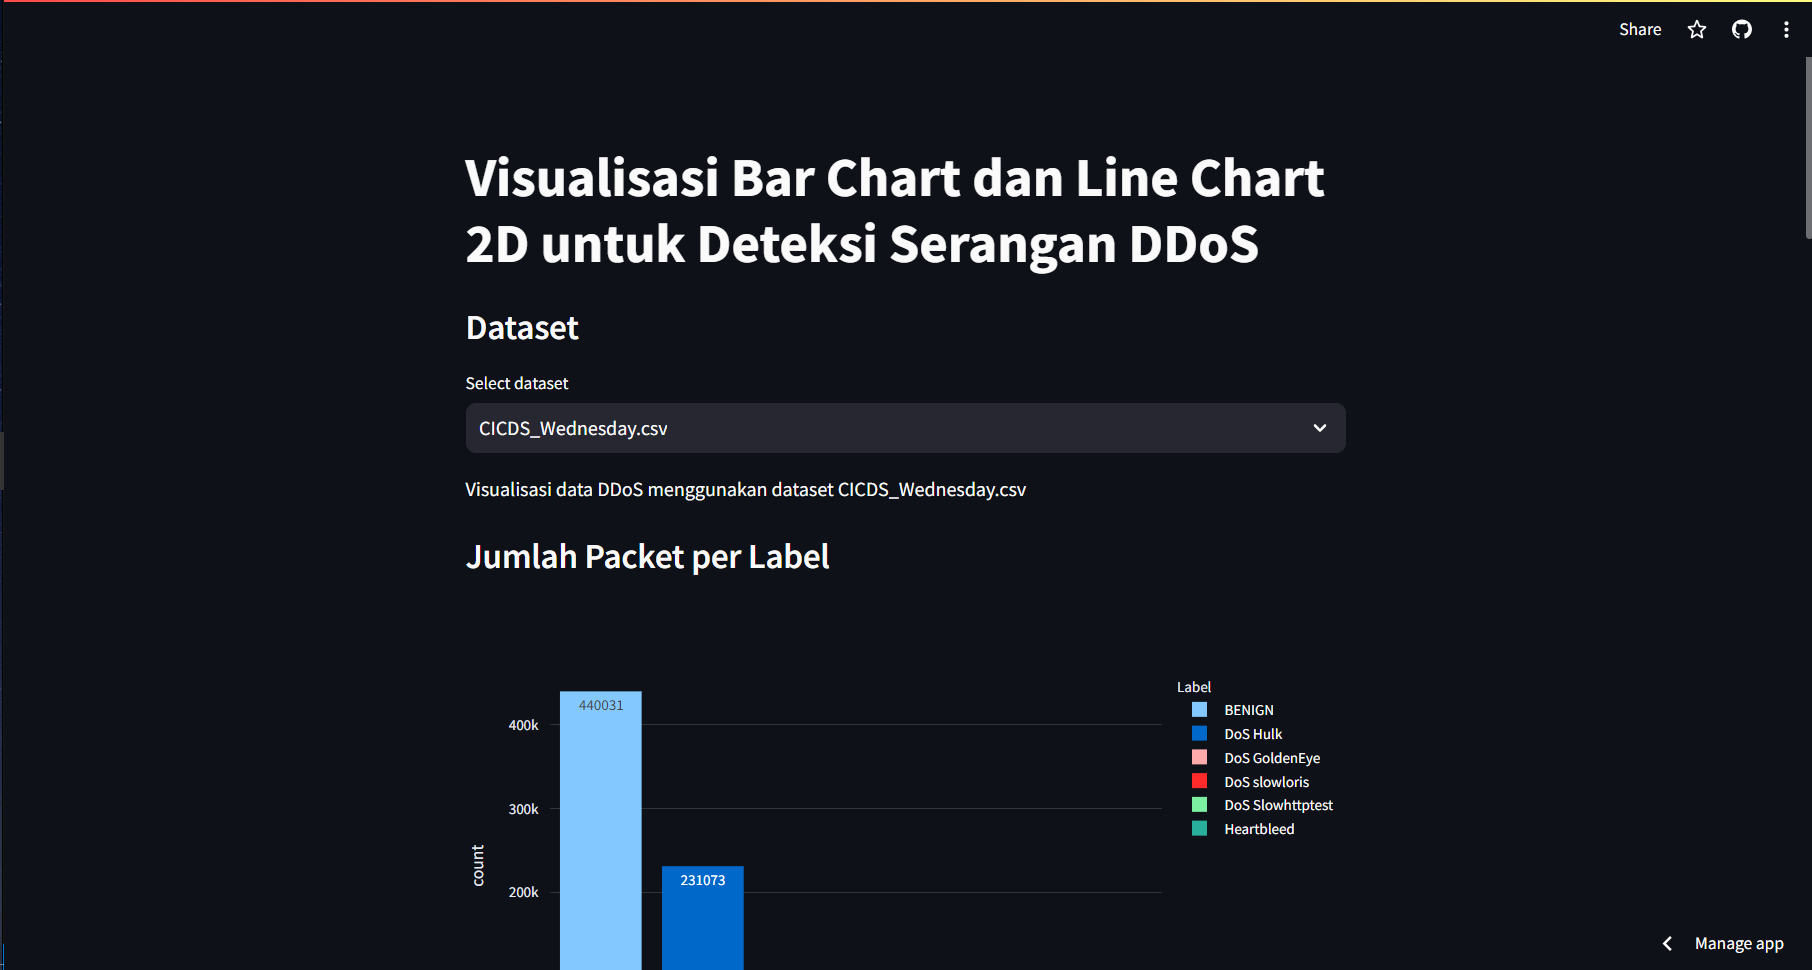 Share
Visualisasi Bar Chart dan Line Chart
2D untuk Deteksi Serangan DDoS
Dataset
Select dataset
CICDS_Wednesday.csv
Visualisasi data DDoS menggunakan dataset CICDS_Wednesday.csv
Jumlah Packet per Label
440031
400k
300k
count
200k
231073
Label
BENIGN
DoS Hulk
DoS GoldenEye
DoS slowloris
DoS Slowhttptest
Heartbleed
Manage app